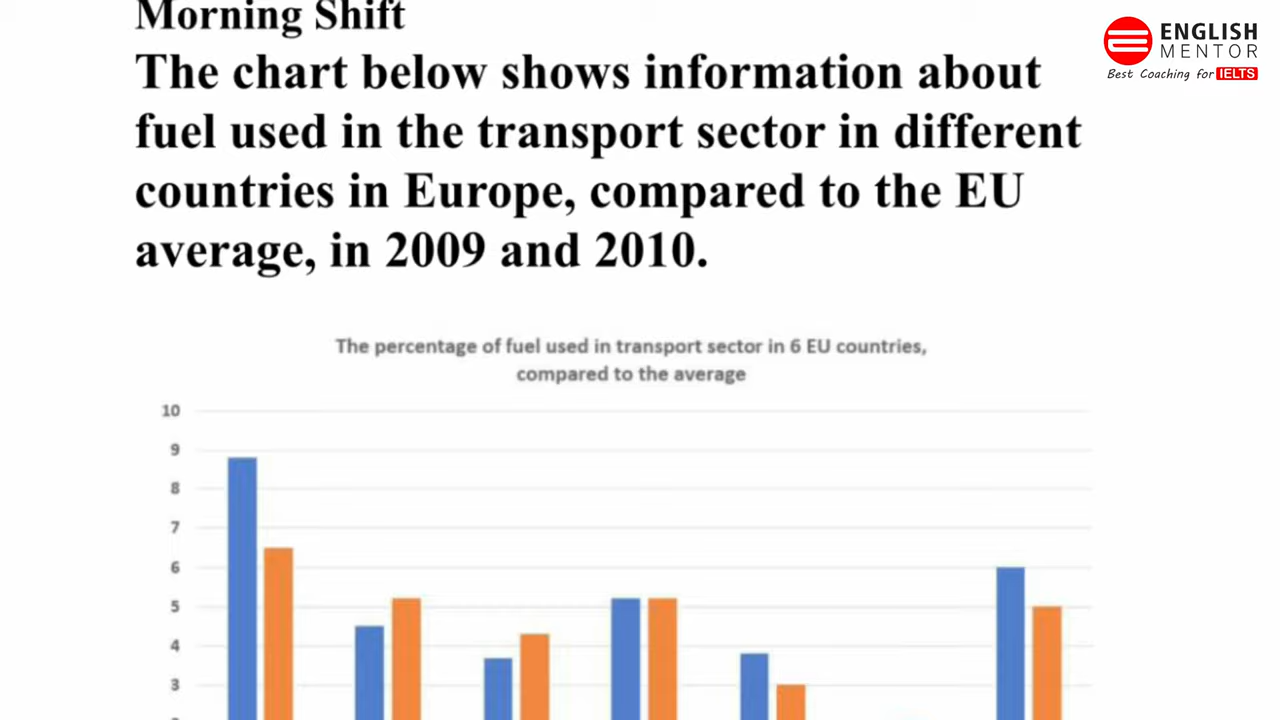 Morning Shift
The chart below shows information about
fuel used in the transport sector in different
countries in Europe, compared to the EU
average, in 2009 and 2010.
ENGLISH
MENTOR
Best Coaching for IELTS
The percentage of fuel used in transport sector in 6 EU countries,
compared to the average
10
9
8
7
6
5
4
3